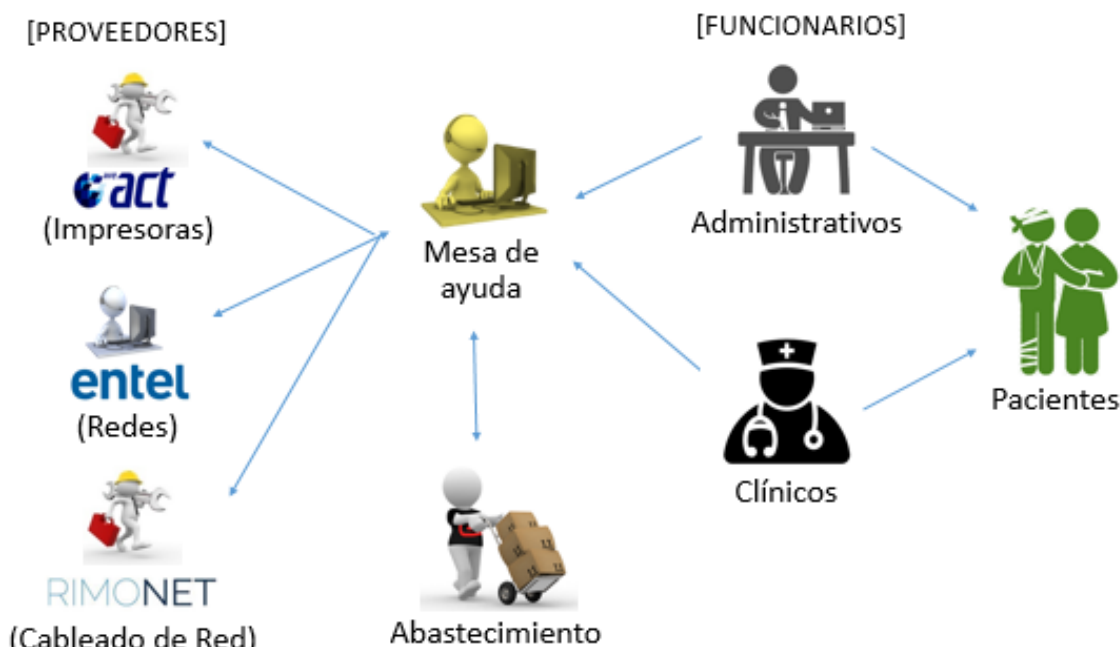 [PROVEEDORES]
[FUNCIONARIOS]
act
(Impresoras)
Mesa de
ayuda
Administrativos
entel
(Redes)
Pacientes
Clínicos
RIMONET
(Cableado de Red)
Abastecimiento